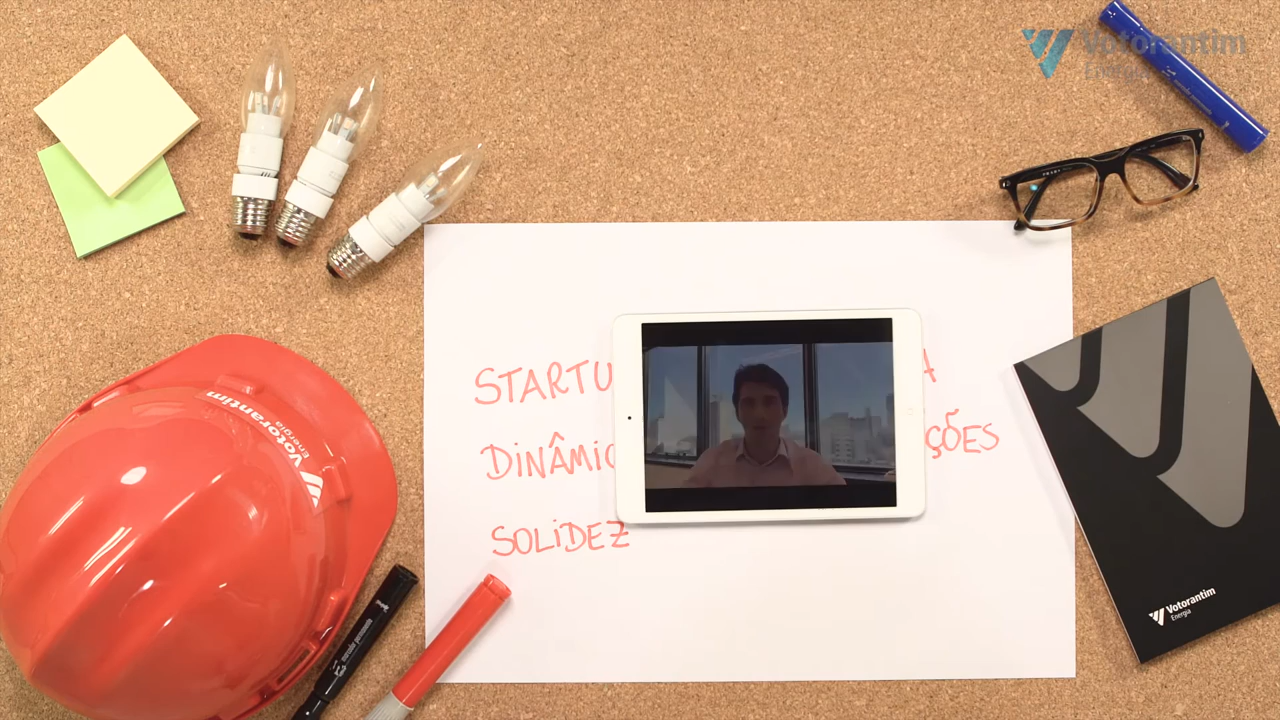 Votorantim
Energia
Votorantim
Energia
STARTU
A
DINÂMIC
ÇÕES
SOLIDEZ
Votorantim
Energia